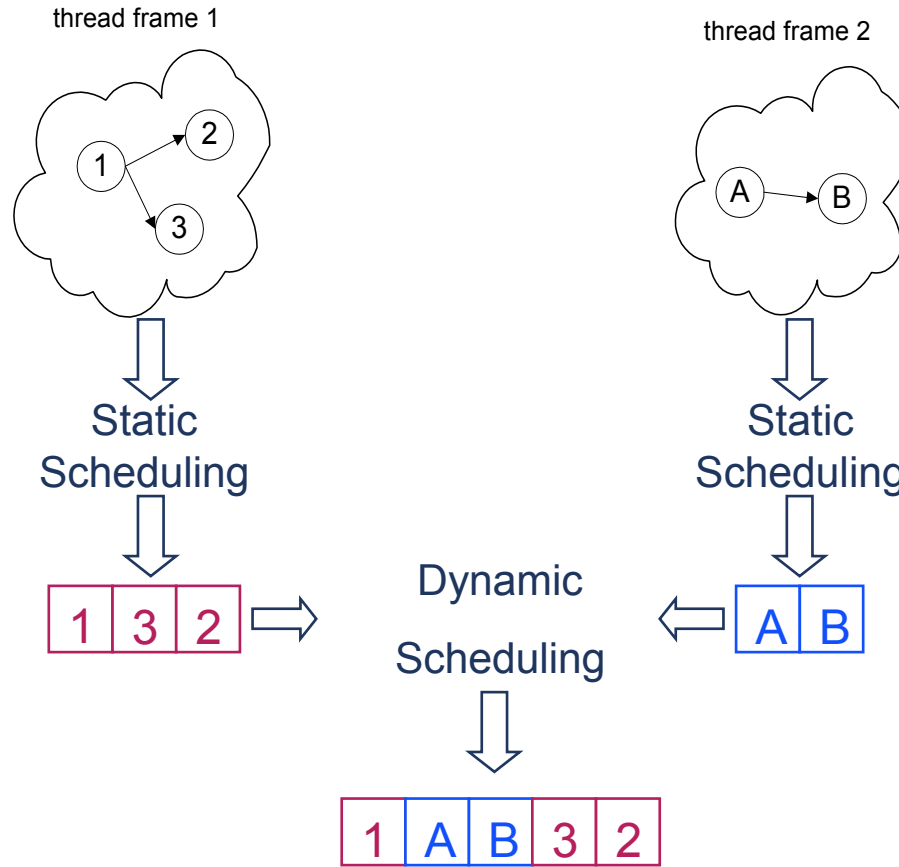 thread frame 1
thread frame 2
1
2
3
A
B
Static
Scheduling
Static
Scheduling
1 3 2
Dynamic
Scheduling
A B
1 A B 3 2